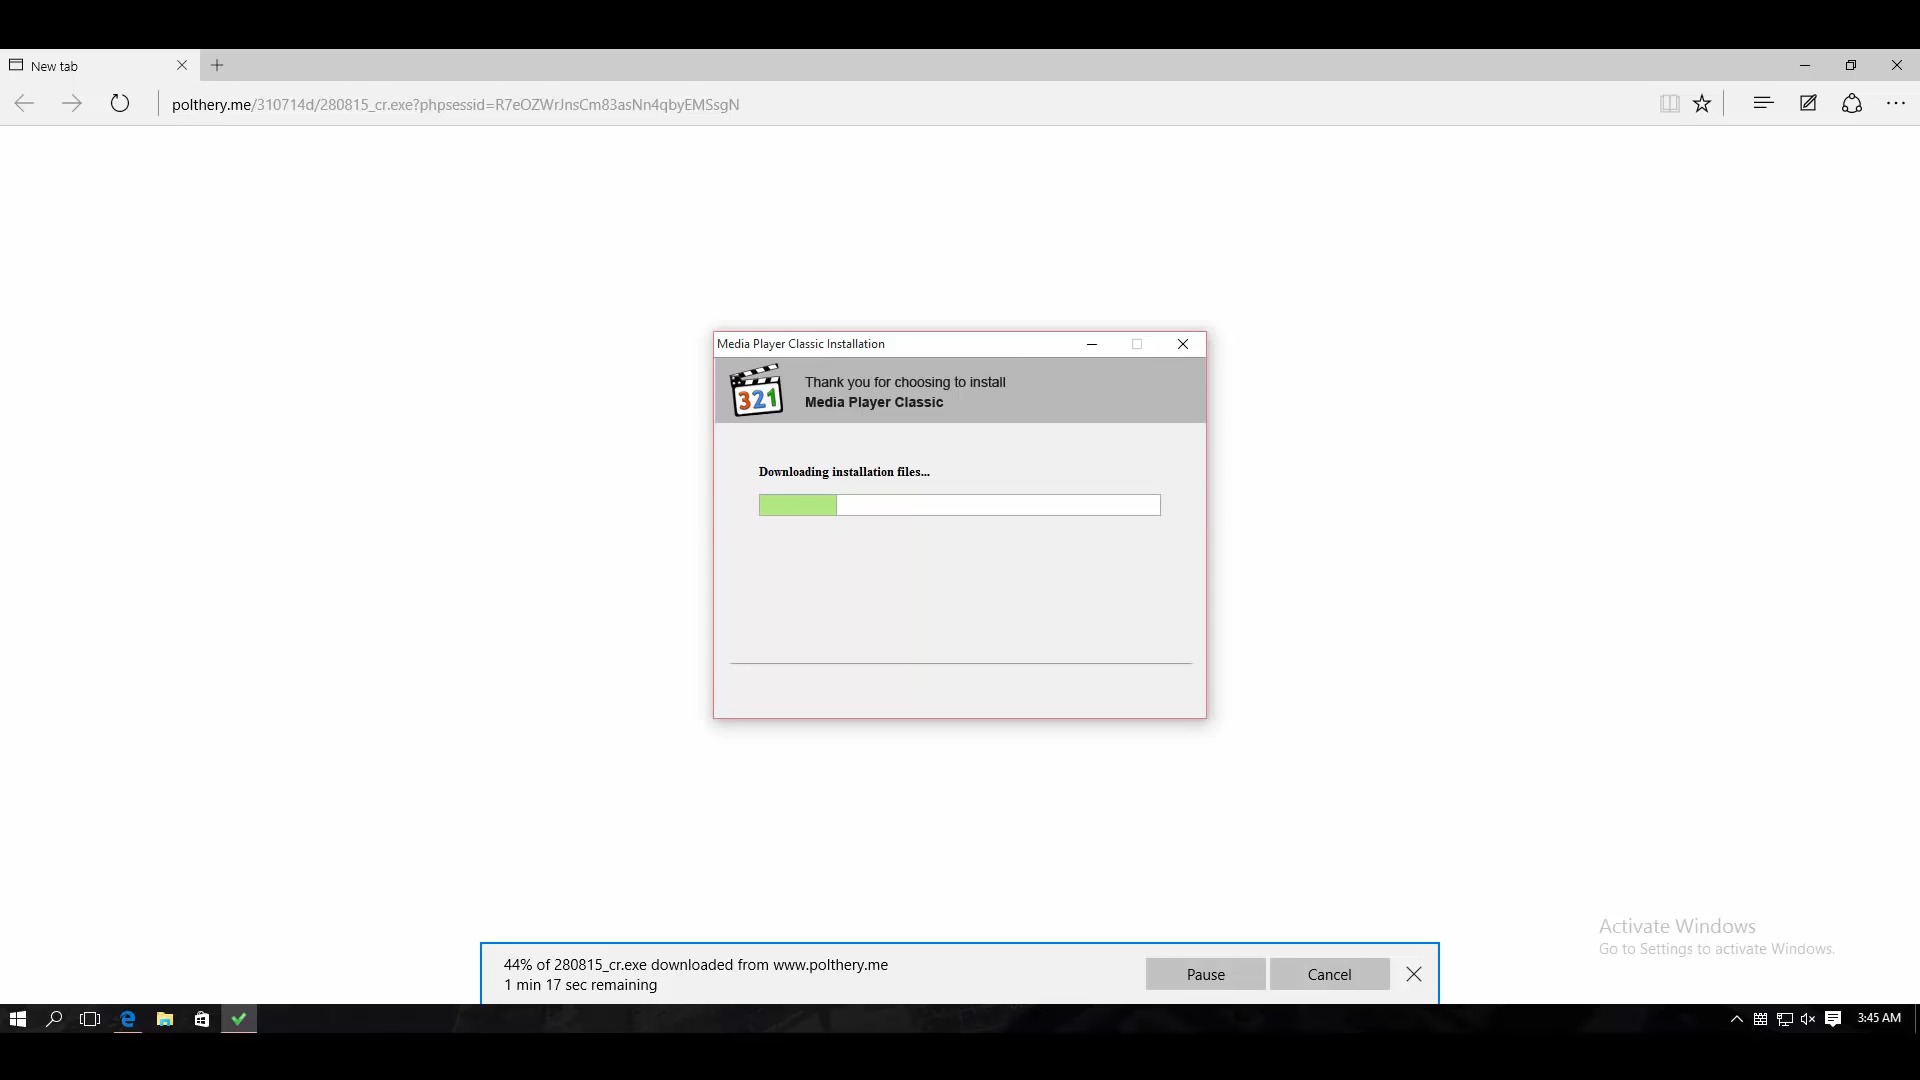 New tab
polthery.me/310714d/280815_cr.exe?phpsessid=R7eOZWrJnsCm83asNn4qbyEMSsgN
Media Player Classic Installation
321
Thank you for choosing to install
Media Player Classic
Downloading installation files...
Activate Windows
Go to Settings to activate Windows.
44% of 280815_cr.exe downloaded from www.polthery.me
1 min 17 sec remaining
Pause
Cancel
3:45 AM